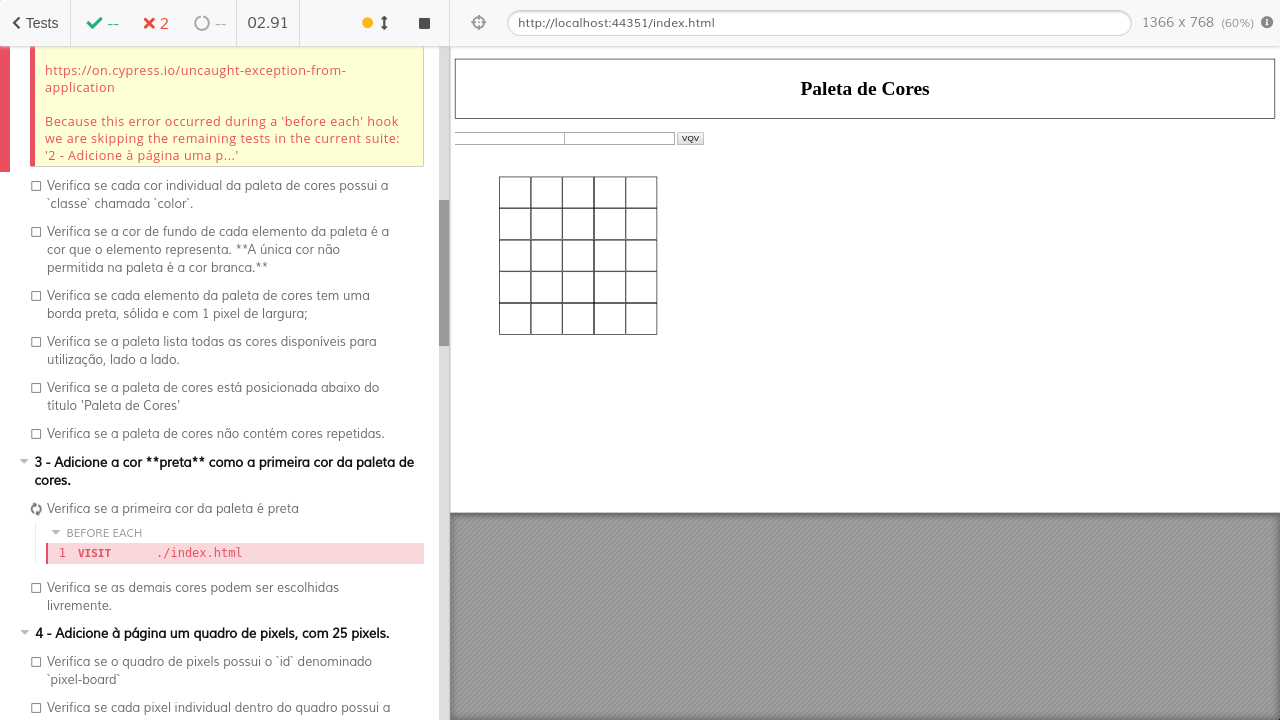 Tests
--
2
--
02.91
http://localhost:44351/index.html
1366 x 768 (60%)
https://on.cypress.io/uncaught-exception-from-
application
Because this error occurred during a 'before each' hook
we are skipping the remaining tests in the current suite:
'2 - Adicione à página uma p...'
Verifica se cada cor individual da paleta de cores possui a
`classe` chamada `color`.
Verifica se a cor de fundo de cada elemento da paleta é a
cor que o elemento representa. **A única cor não
permitida na paleta é a cor branca.**
Verifica se cada elemento da paleta de cores tem uma
borda preta, sólida e com 1 pixel de largura;
Verifica se a paleta lista todas as cores disponíveis para
utilização, lado a lado.
Verifica se a paleta de cores está posicionada abaixo do
título 'Paleta de Cores'
Verifica se a paleta de cores não contém cores repetidas.
3 - Adicione a cor **preta** como a primeira cor da paleta de
cores.
Verifica se a primeira cor da paleta é preta
BEFORE EACH
1 VISIT ./index.html
Verifica se as demais cores podem ser escolhidas
livremente.
4 - Adicione à página um quadro de pixels, com 25 pixels.
Verifica se o quadro de pixels possui o `id` denominado
`pixel-board`
Verifica se cada pixel individual dentro do quadro possui a
Paleta de Cores
VQV